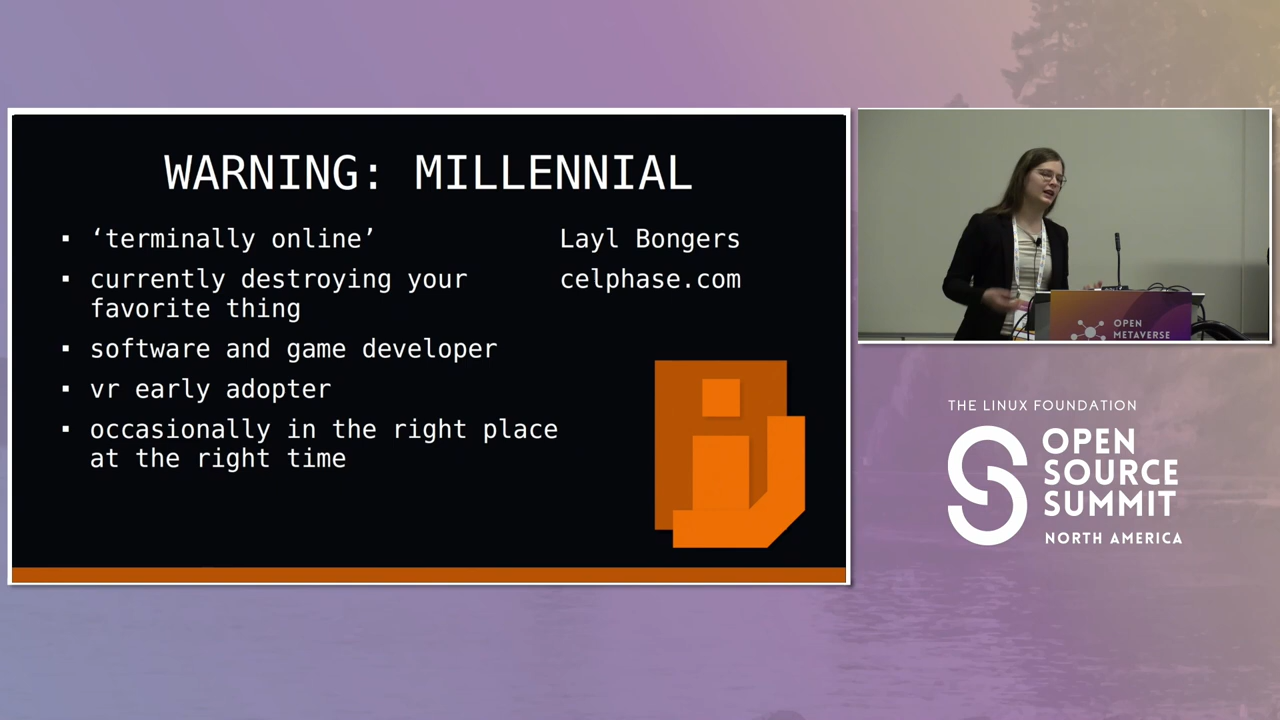 WARNING: MILLENNIAL
▪ ‘terminally online’
▪ currently destroying your
favorite thing
▪ software and game developer
▪ vr early adopter
▪ occasionally in the right place
at the right time
Layl Bongers
celphase.com
OPEN
METAVERSE
THE LINUX FOUNDATION
OPEN
SOURCE
SUMMIT
NORTH AMERICA